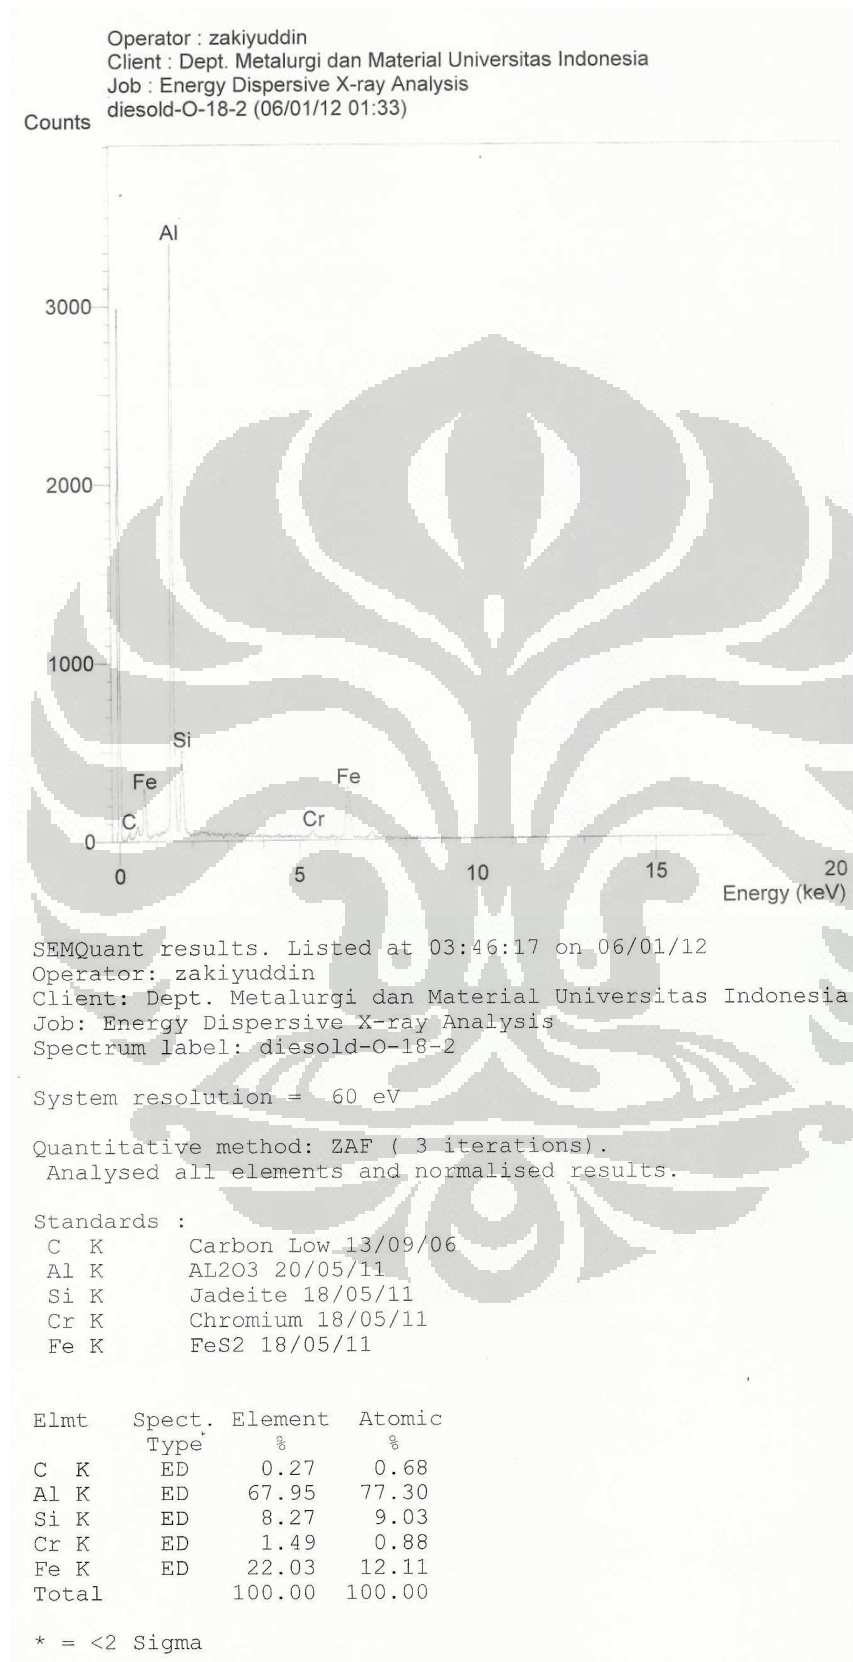 Operator : zakiyuddin
Client : Dept. Metalurgi dan Material Universitas Indonesia
Job : Energy Dispersive X-ray Analysis
diesold-O-18-2 (06/01/12 01:33)
Counts
Al
3000
2000
1000
Si
Fe
Fe
C
Cr
0
0 5 10 15 20
Energy (keV)
SEMQuant results. Listed at 03:46:17 on 06/01/12
Operator: zakiyuddin
Client: Dept. Metalurgi dan Material Universitas Indonesia
Job: Energy Dispersive X-ray Analysis
Spectrum label: diesold-O-18-2
System resolution = 60 eV
Quantitative method: ZAF ( 3 iterations).
Analysed all elements and normalised results.
Standards :
C K Carbon Low 13/09/06
Al K AL2O3 20/05/11
Si K Jadeite 18/05/11
Cr K Chromium 18/05/11
Fe K FeS2 18/05/11
Elmt Spect. Element Atomic
Type % %
C K ED 0.27 0.68
Al K ED 67.95 77.30
Si K ED 8.27 9.03
Cr K ED 1.49 0.88
Fe K ED 22.03 12.11
Total 100.00 100.00
* = <2 Sigma